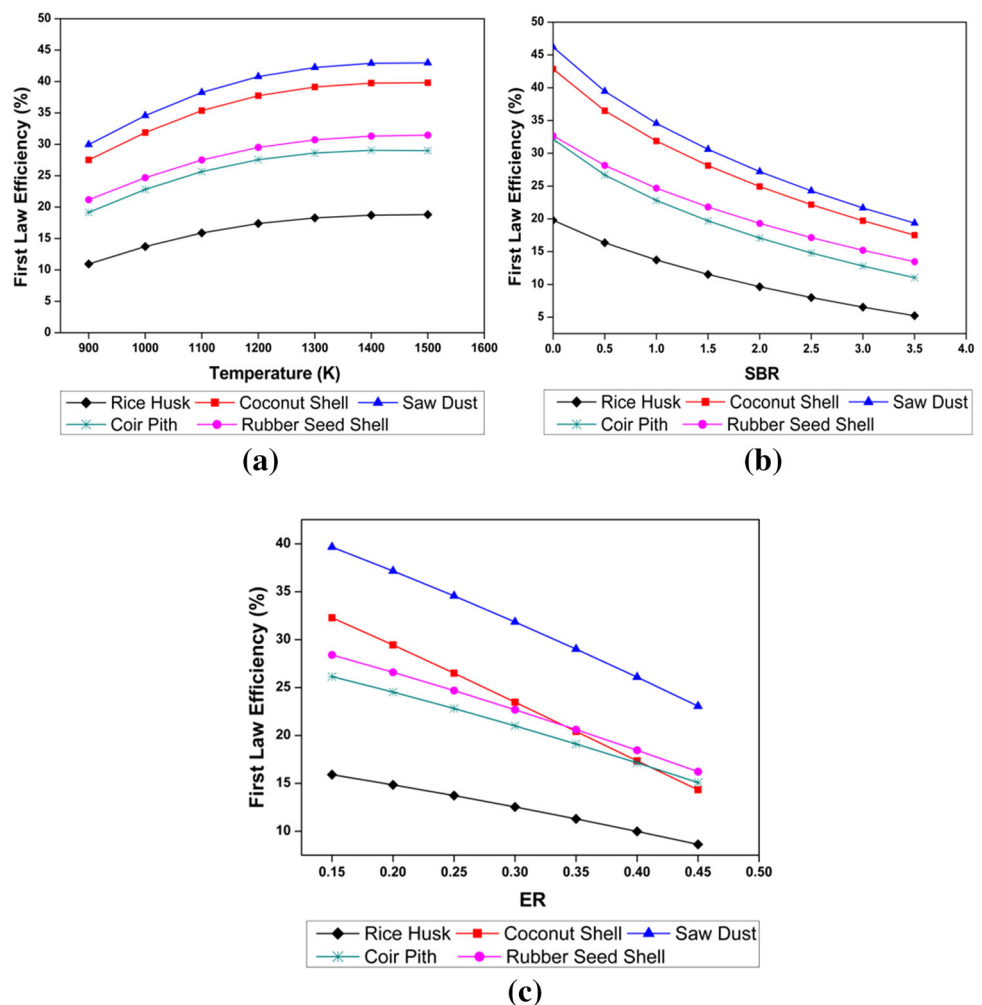 First Law Efficiency (%)
50
45
40
35
30
25
20
15
10
5
0
900 1000 1100 1200 1300 1400 1500 1600
Temperature (K)
Rice Husk Coconut Shell Saw Dust
Coir Pith Rubber Seed Shell
(a)
First Law Efficiency (%)
50
45
40
35
30
25
20
15
10
5
0.0 0.5 1.0 1.5 2.0 2.5 3.0 3.5 4.0
SBR
Rice Husk Coconut Shell Saw Dust
Coir Pith Rubber Seed Shell
(b)
First Law Efficiency (%)
40
35
30
25
20
15
10
0.15 0.20 0.25 0.30 0.35 0.40 0.45 0.50
ER
Rice Husk Coconut Shell Saw Dust
Coir Pith Rubber Seed Shell
(c)